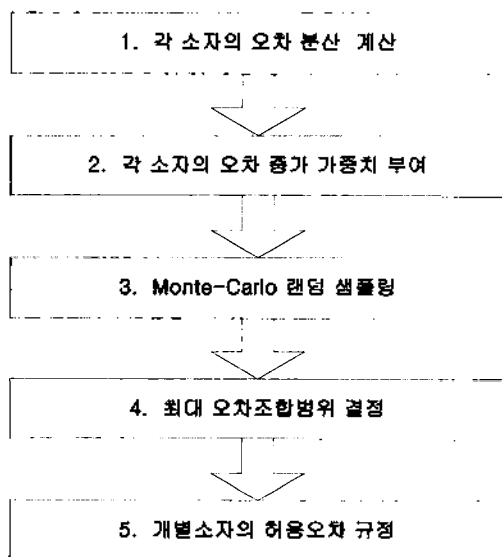 1. 각 소자의 오차 분산 계산
2. 각 소자의 오차 증가 가중치 부여
3. Monte-Carlo 랜덤 샘플링
4. 최대 오차조합범위 결정
5. 개별소자의 허용오차 규정